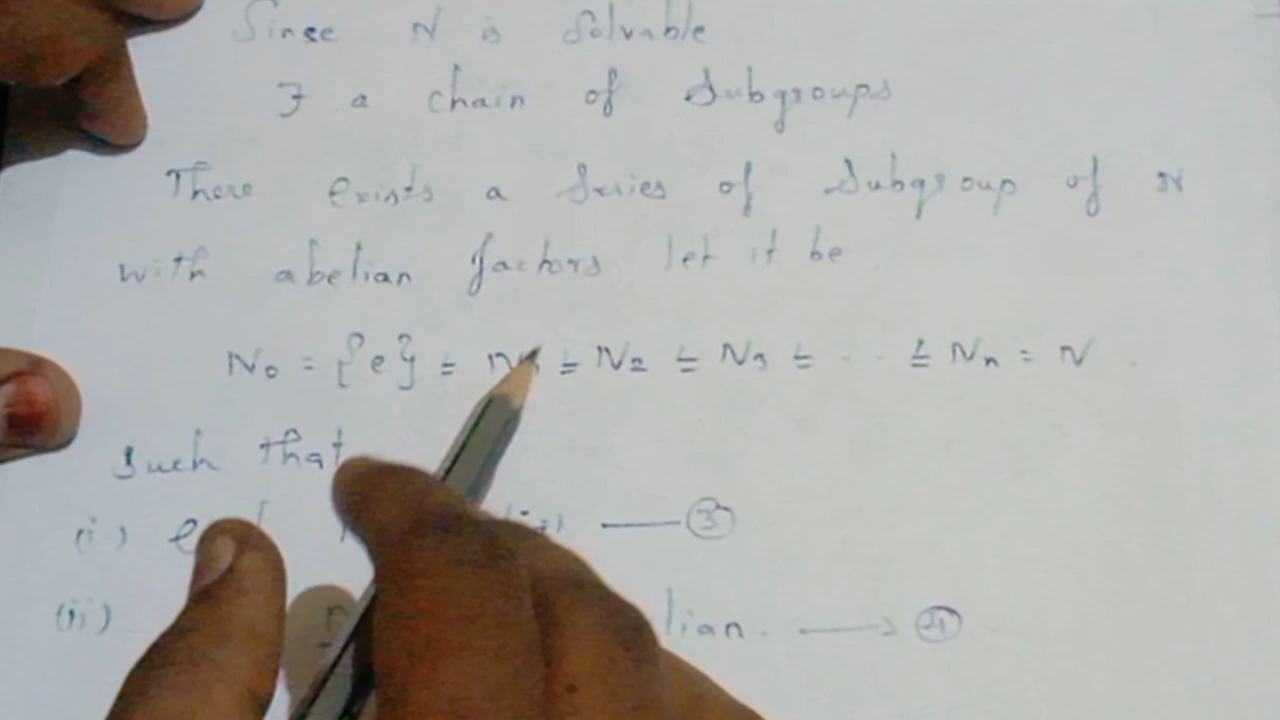 Since N is Solvable
∃ a chain of Subgroups
There exists a Series of Subgroup of N
with abelian factors let it be
N₀ = {e} ≤ N₁ ≤ N₂ ≤ N₃ ≤ . . ≤ Nₙ = N .
Such that
(i) ③
(ii) lian. → ④